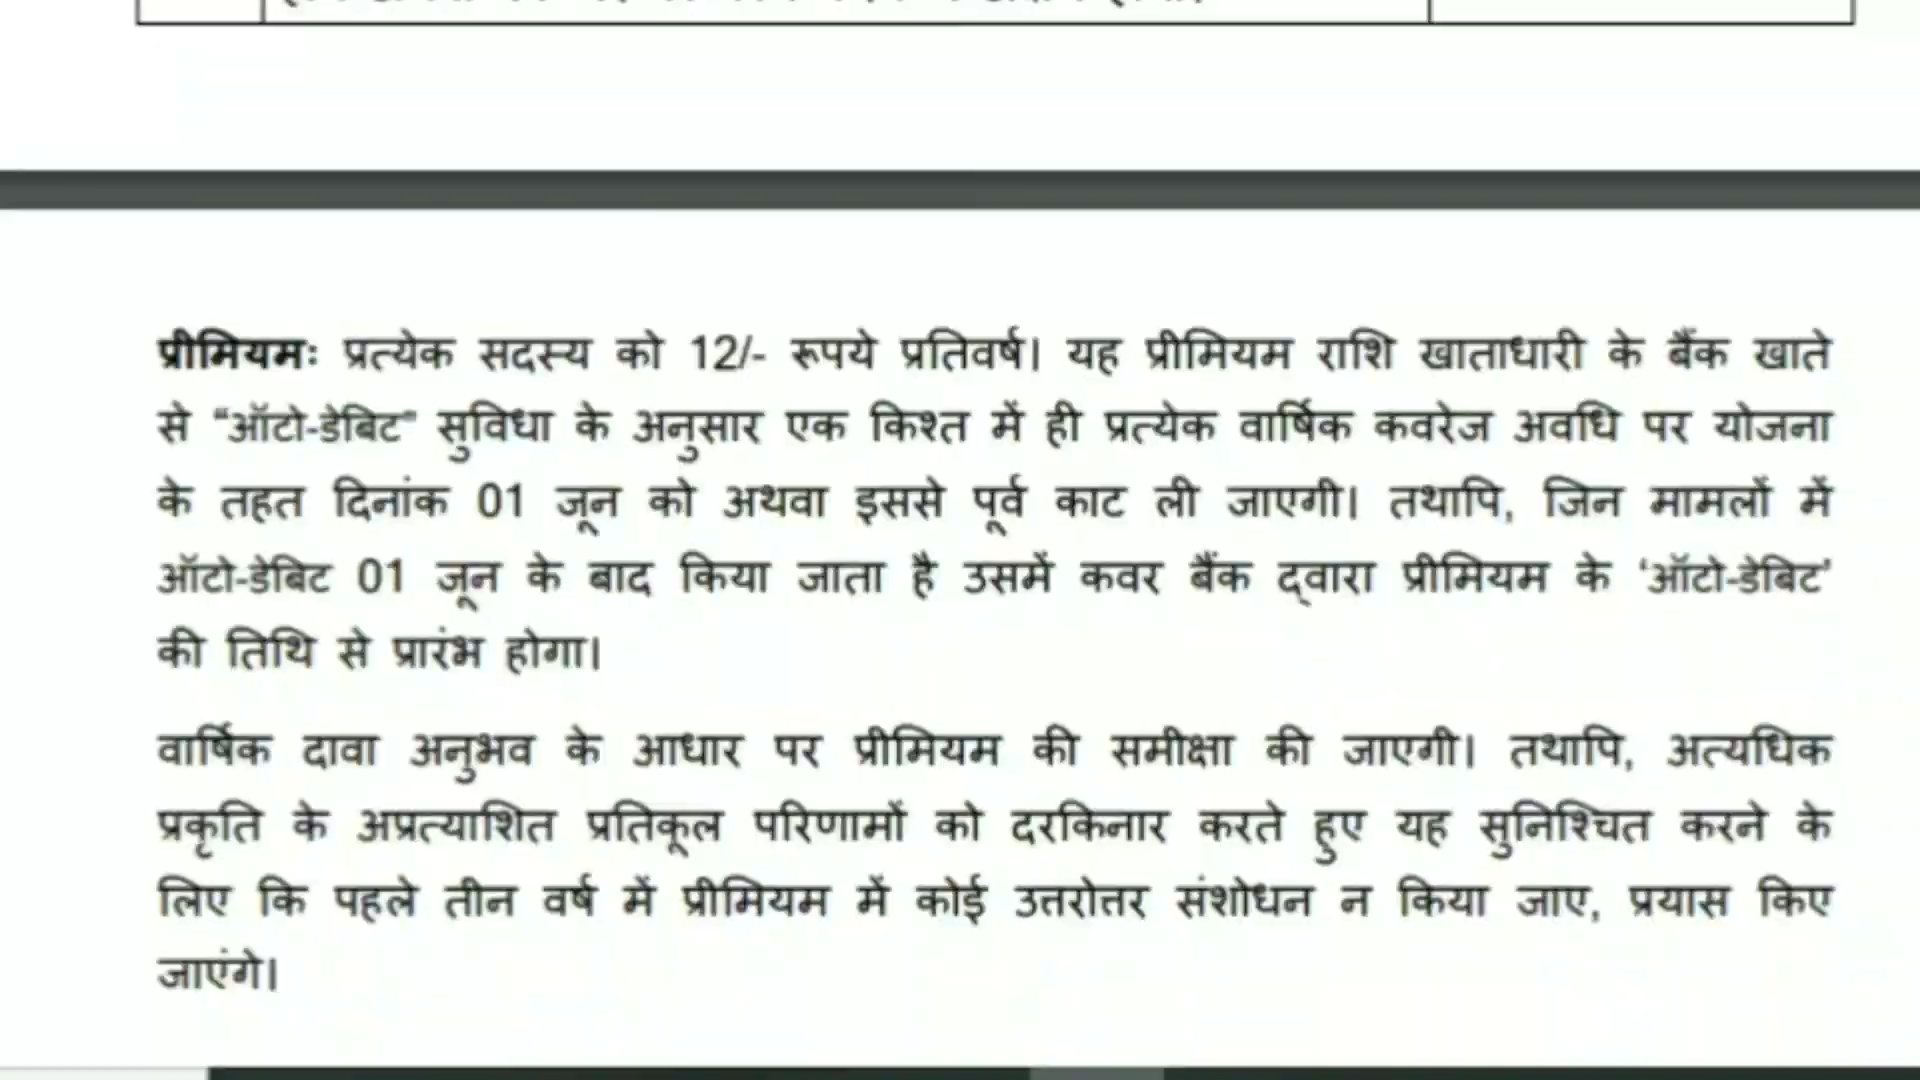 प्रीमियमः प्रत्येक सदस्य को 12/- रूपये प्रतिवर्ष। यह प्रीमियम राशि खाताधारी के बैंक खाते
से “ऑटो-डेबिट“ सुविधा के अनुसार एक किश्त में ही प्रत्येक वार्षिक कवरेज अवधि पर योजना
के तहत दिनांक 01 जून को अथवा इससे पूर्व काट ली जाएगी। तथापि, जिन मामलों में
ऑटो-डेबिट 01 जून के बाद किया जाता है उसमें कवर बैंक द्वारा प्रीमियम के ‘ऑटो-डेबिट’
की तिथि से प्रारंभ होगा।
वार्षिक दावा अनुभव के आधार पर प्रीमियम की समीक्षा की जाएगी। तथापि, अत्यधिक
प्रकृति के अप्रत्याशित प्रतिकूल परिणामों को दरकिनार करते हुए यह सुनिश्चित करने के
लिए कि पहले तीन वर्ष में प्रीमियम में कोई उत्तरोत्तर संशोधन न किया जाए, प्रयास किए
जाएंगे।